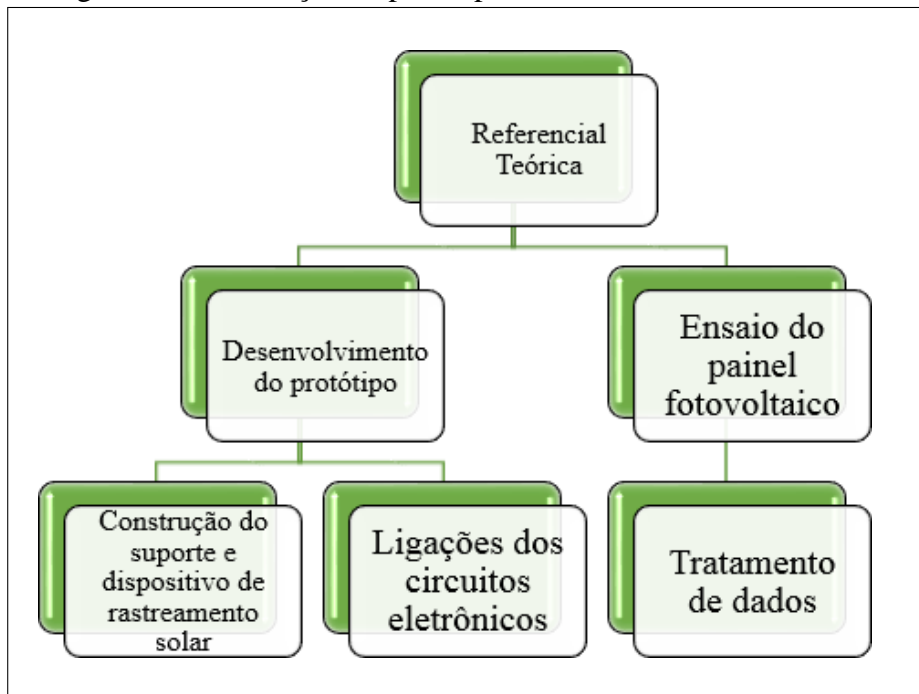 Referencial
Teórica
Desenvolvimento
do protótipo
Ensaio do
painel
fotovoltaico
Construção do
suporte e
dispositivo de
rastreamento
solar
Ligações dos
circuitos
eletrônicos
Tratamento
de dados